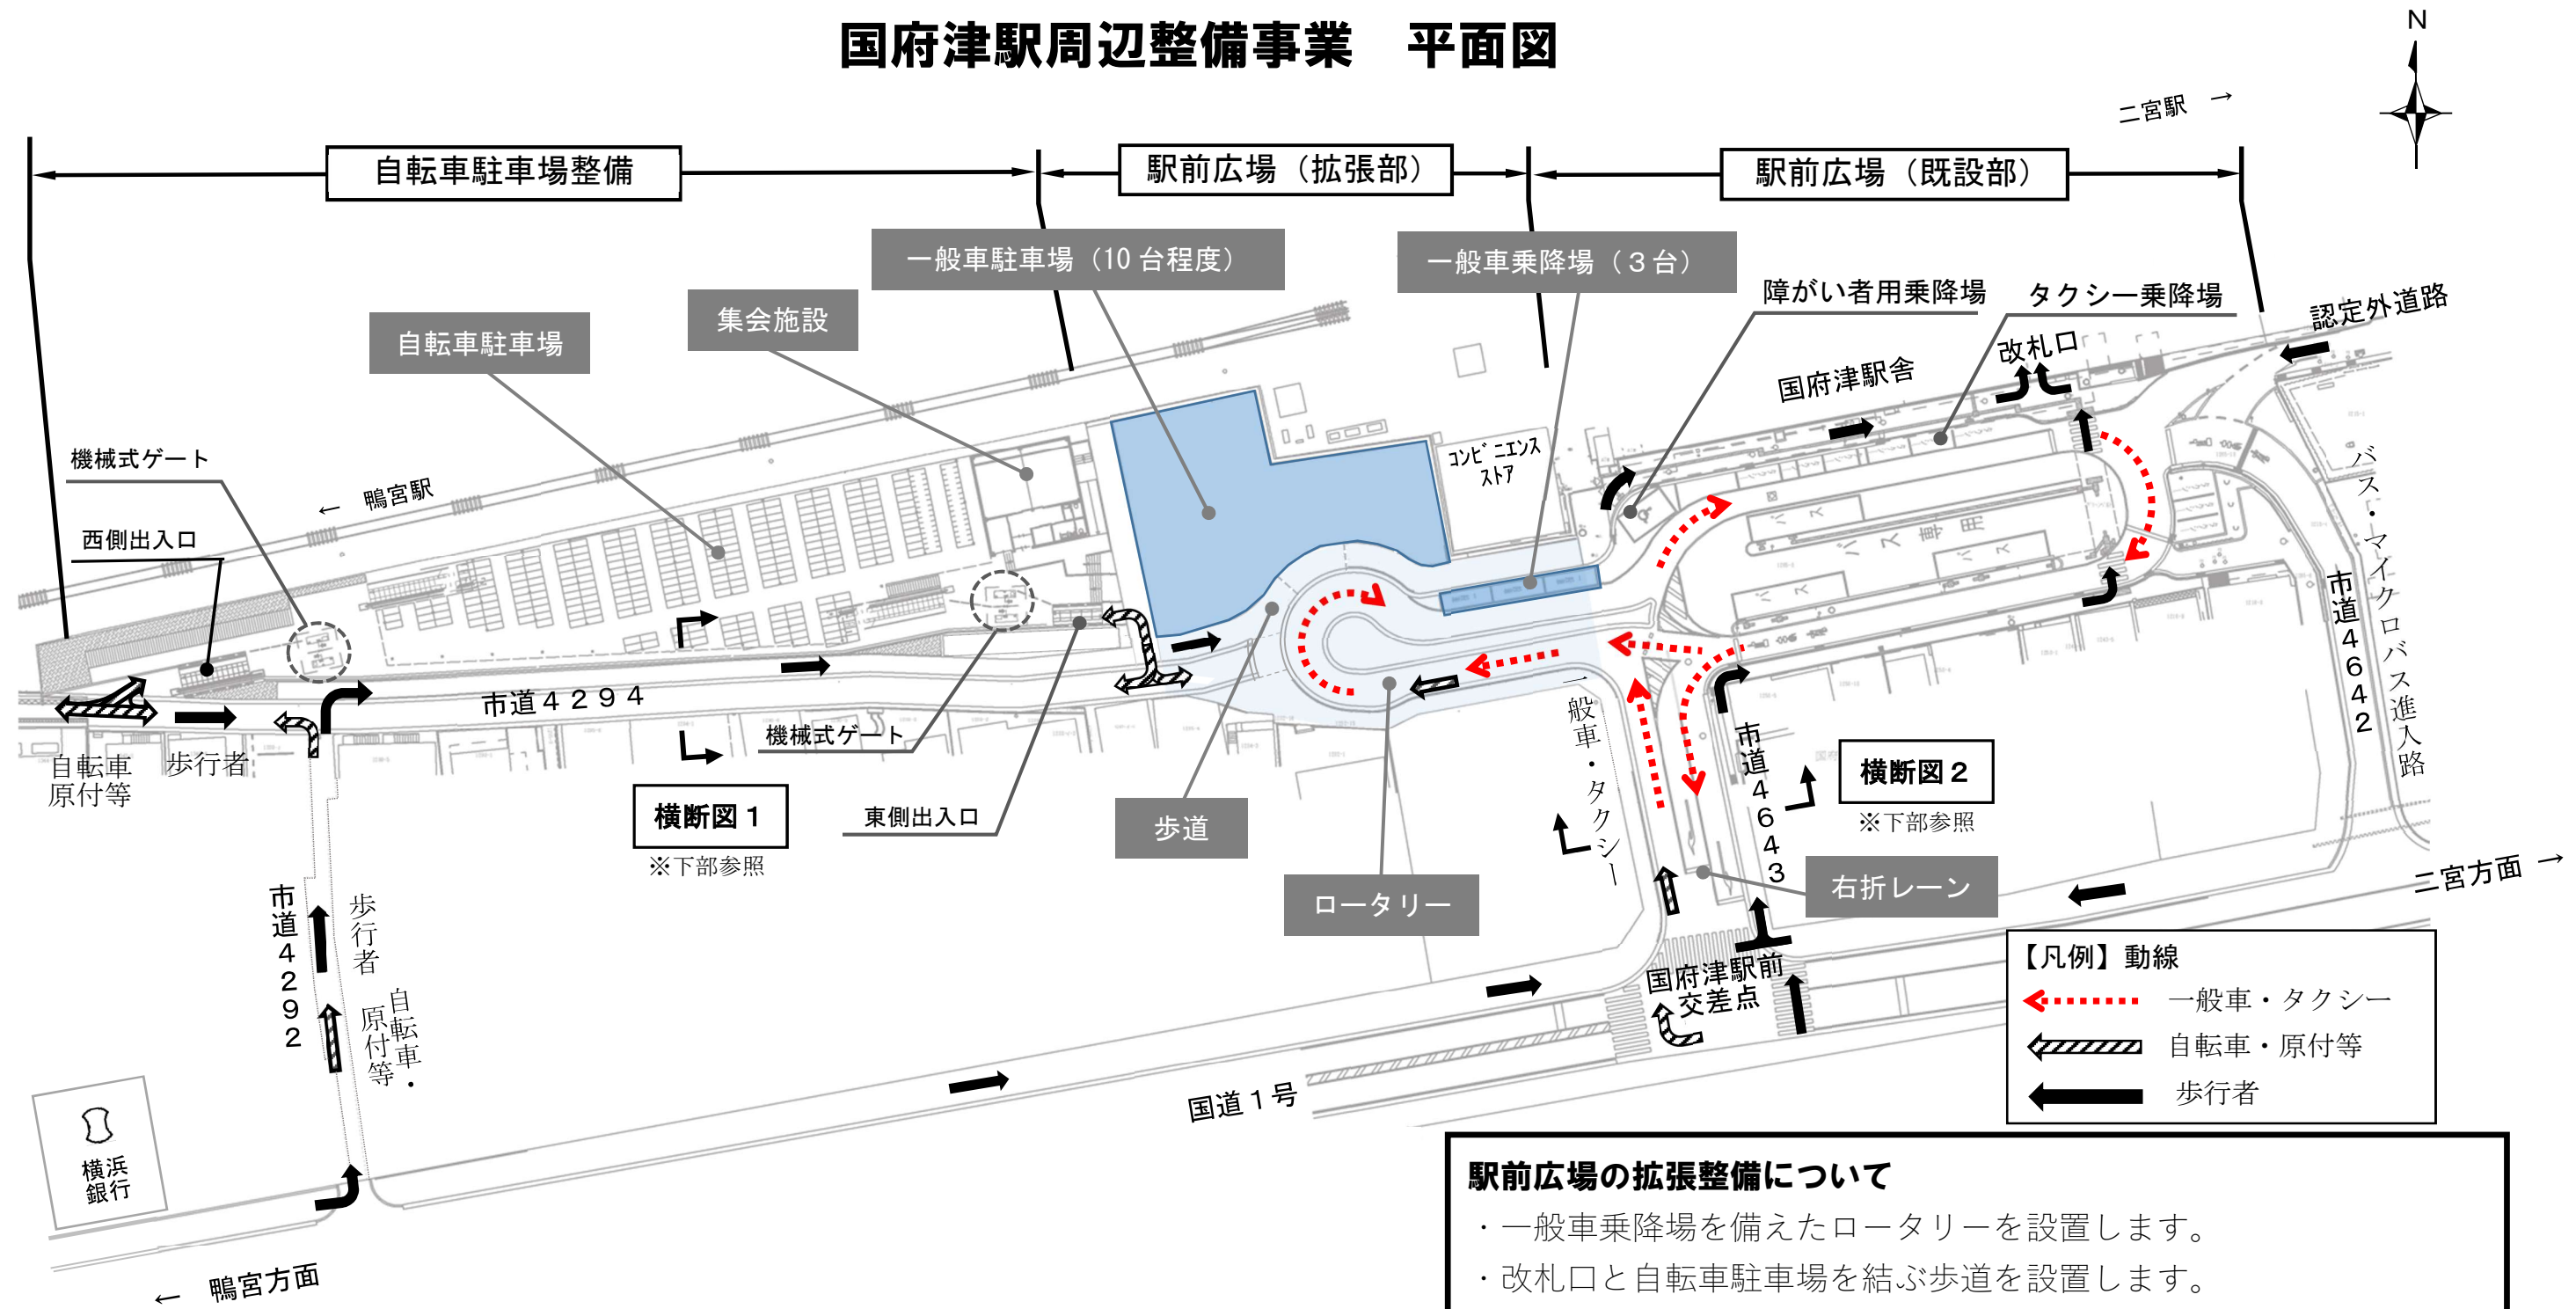 国府津駅周辺整備事業　平面図
N
二宮駅　→
自転車駐車場整備
駅前広場（拡張部）
駅前広場（既設部）
一般車駐車場（10台程度）
一般車乗降場（３台）
集会施設
自転車駐車場
障がい者用乗降場
タクシー乗降場
認定外道路
改札口
国府津駅舎
コンビニエンス
ストア
機械式ゲート
←　鴨宮駅
西側出入口
バス
バス
バス専用
バス
バス
バス・マイクロバス進入路
市道４６４２
市道４２９４
機械式ゲート
自転車
原付等
歩行者
一般車・タクシー
市道４６４３
横断図１
※下部参照
東側出入口
歩道
ロータリー
横断図２
※下部参照
右折レーン
二宮方面　→
市道４２９２
歩行者
自転車・
原付等
国府津駅前
交差点
国道１号
【凡例】動線
一般車・タクシー
自転車・原付等
歩行者
横浜
銀行
←　鴨宮方面
駅前広場の拡張整備について
・一般車乗降場を備えたロータリーを設置します。
・改札口と自転車駐車場を結ぶ歩道を設置します。